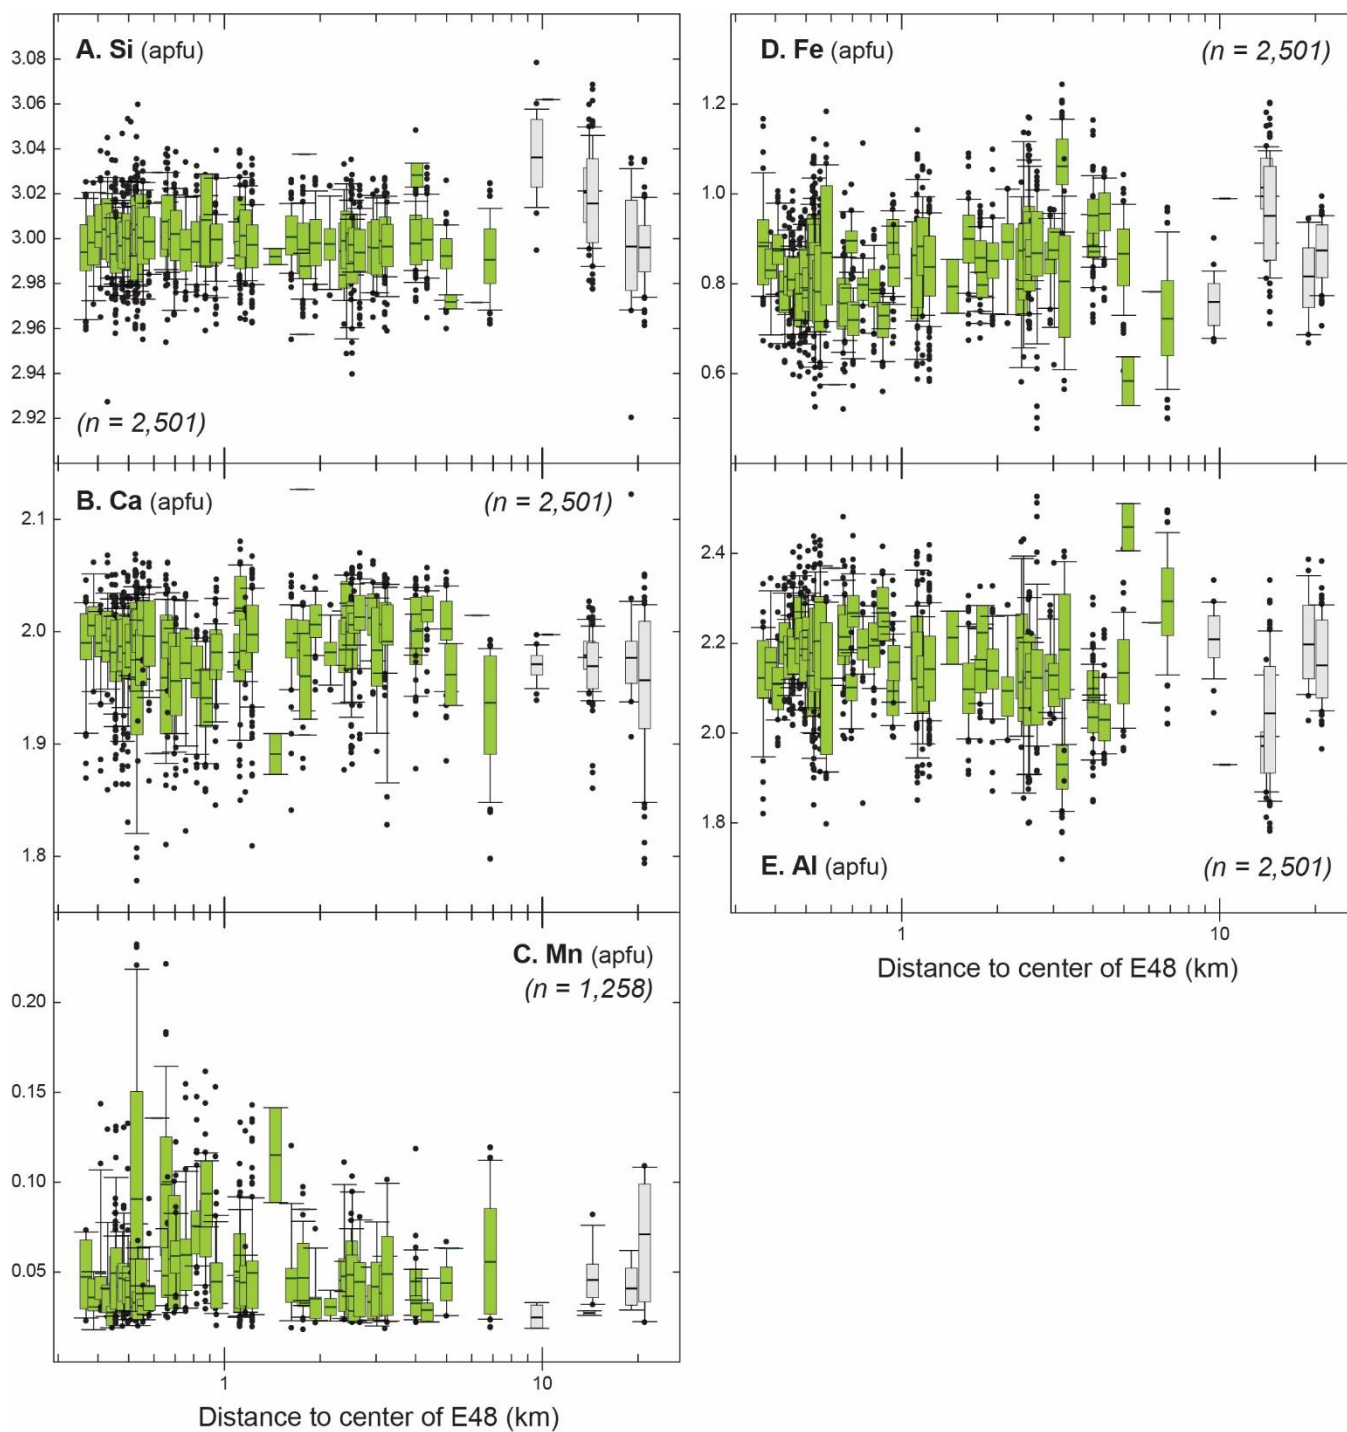 A. Si (apfu)
3.08
3.06
3.04
3.02
3.00
2.98
2.96
2.94
2.92
(n = 2,501)
B. Ca (apfu)
(n = 2,501)
2.1
2.0
1.9
1.8
C. Mn (apfu)
(n = 1,258)
0.20
0.15
0.10
0.05
1
10
Distance to center of E48 (km)
D. Fe (apfu)
(n = 2,501)
1.2
1.0
0.8
0.6
2.4
2.2
2.0
1.8
E. Al (apfu)
(n = 2,501)
1
10
Distance to center of E48 (km)